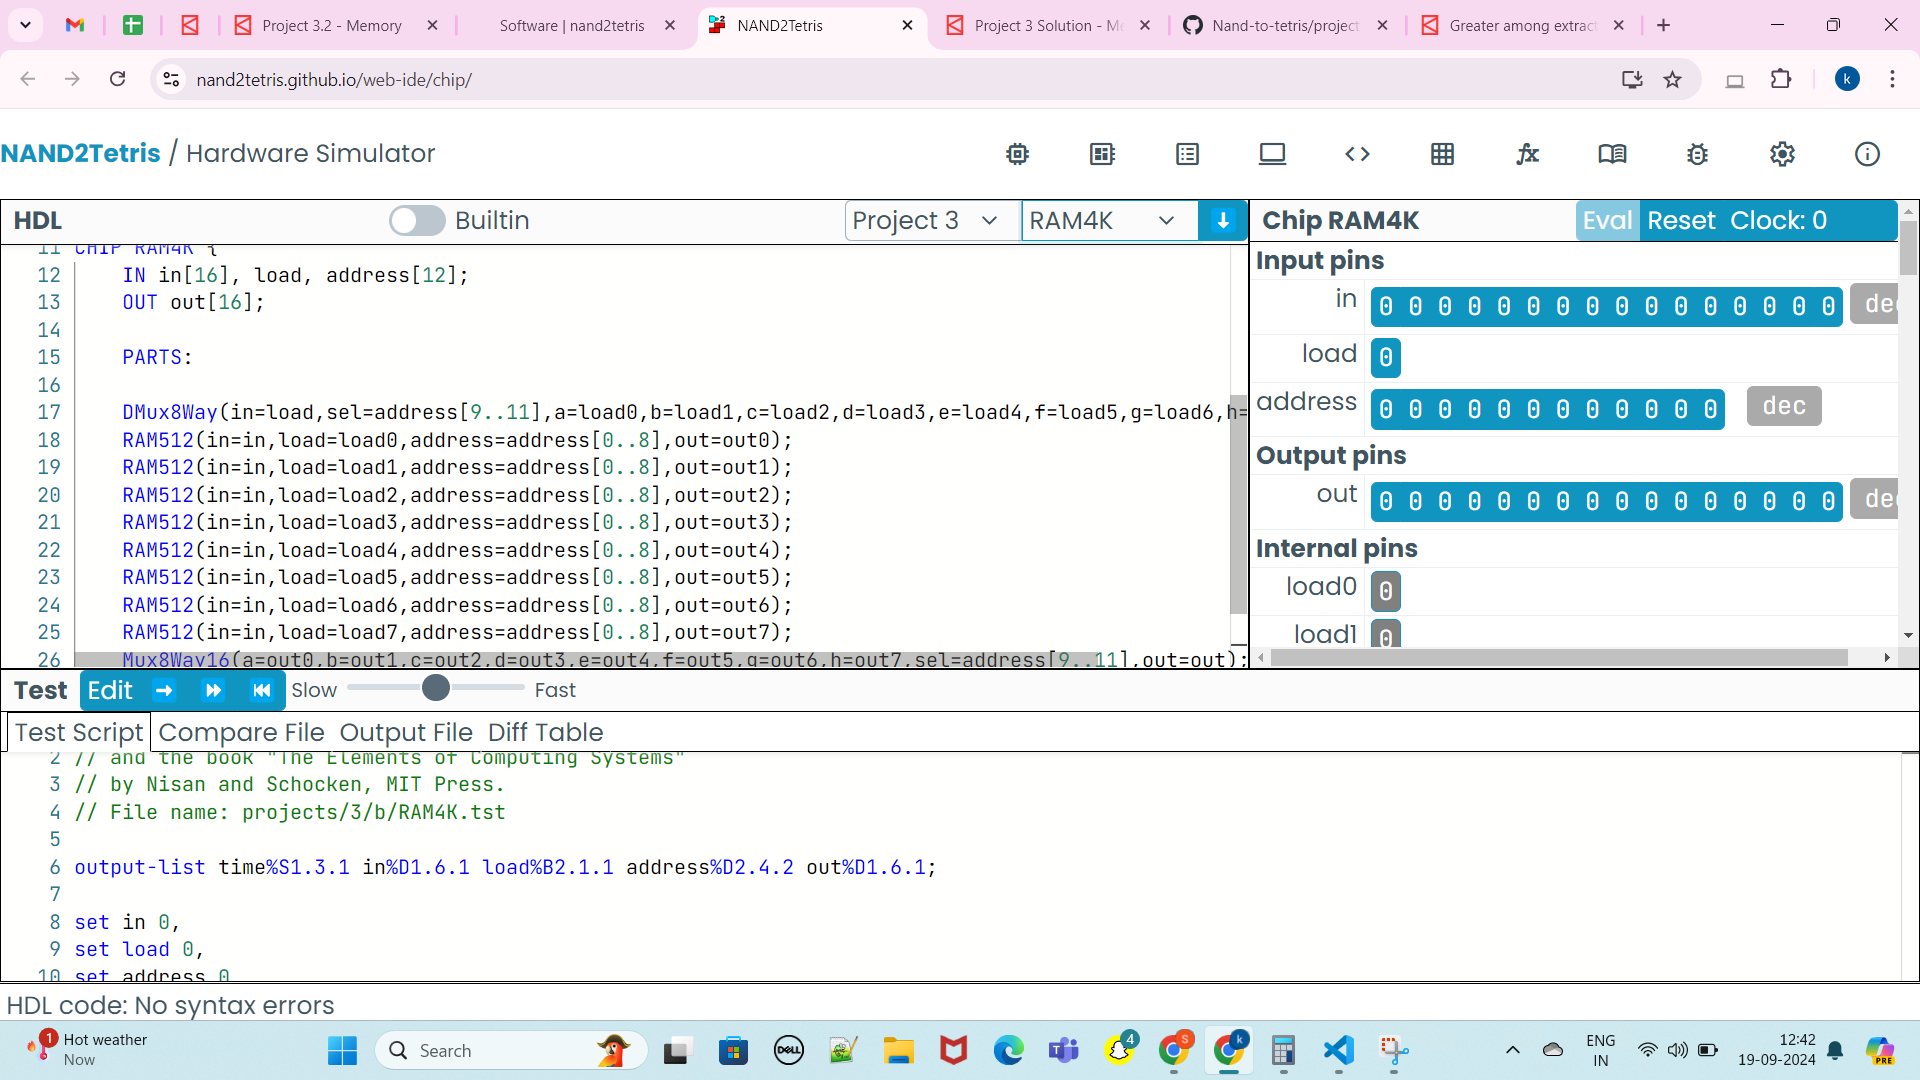 Project 3.2 - Memory
Software | nand2tetris
NAND2Tetris
Project 3 Solution - Me
Nand-to-tetris/project
Greater among extrac
nand2tetris.github.io/web-ide/chip/
k
NAND2Tetris / Hardware Simulator
HDL
Builtin
Project 3
RAM4K
Chip RAM4K
Eval
Reset
Clock: 0
11 CHIP RAM4K {
12 IN in[16], load, address[12];
13 OUT out[16];
14
15 PARTS:
16
17 DMux8Way(in=load,sel=address[9..11],a=load0,b=load1,c=load2,d=load3,e=load4,f=load5,g=load6,h=
18 RAM512(in=in,load=load0,address=address[0..8],out=out0);
19 RAM512(in=in,load=load1,address=address[0..8],out=out1);
20 RAM512(in=in,load=load2,address=address[0..8],out=out2);
21 RAM512(in=in,load=load3,address=address[0..8],out=out3);
22 RAM512(in=in,load=load4,address=address[0..8],out=out4);
23 RAM512(in=in,load=load5,address=address[0..8],out=out5);
24 RAM512(in=in,load=load6,address=address[0..8],out=out6);
25 RAM512(in=in,load=load7,address=address[0..8],out=out7);
26 Mux8Way16(a=out0,b=out1,c=out2,d=out3,e=out4,f=out5,g=out6,h=out7,sel=address[9..11],out=out);
Input pins
in 0 0 0 0 0 0 0 0 0 0 0 0 0 0 0 0 dec
load 0
address 0 0 0 0 0 0 0 0 0 0 0 0 dec
Output pins
out 0 0 0 0 0 0 0 0 0 0 0 0 0 0 0 0 dec
Internal pins
load0 0
load1 0
Test
Edit
Slow
Fast
Test Script
Compare File
Output File
Diff Table
2 // and the book "The Elements of Computing Systems"
3 // by Nisan and Schocken, MIT Press.
4 // File name: projects/3/b/RAM4K.tst
5
6 output-list time%S1.3.1 in%D1.6.1 load%B2.1.1 address%D2.4.2 out%D1.6.1;
7
8 set in 0,
9 set load 0,
10 set address 0
HDL code: No syntax errors
1
Hot weather
Now
Search
DELL
4
S
k
ENG
IN
12:42
19-09-2024
PRE